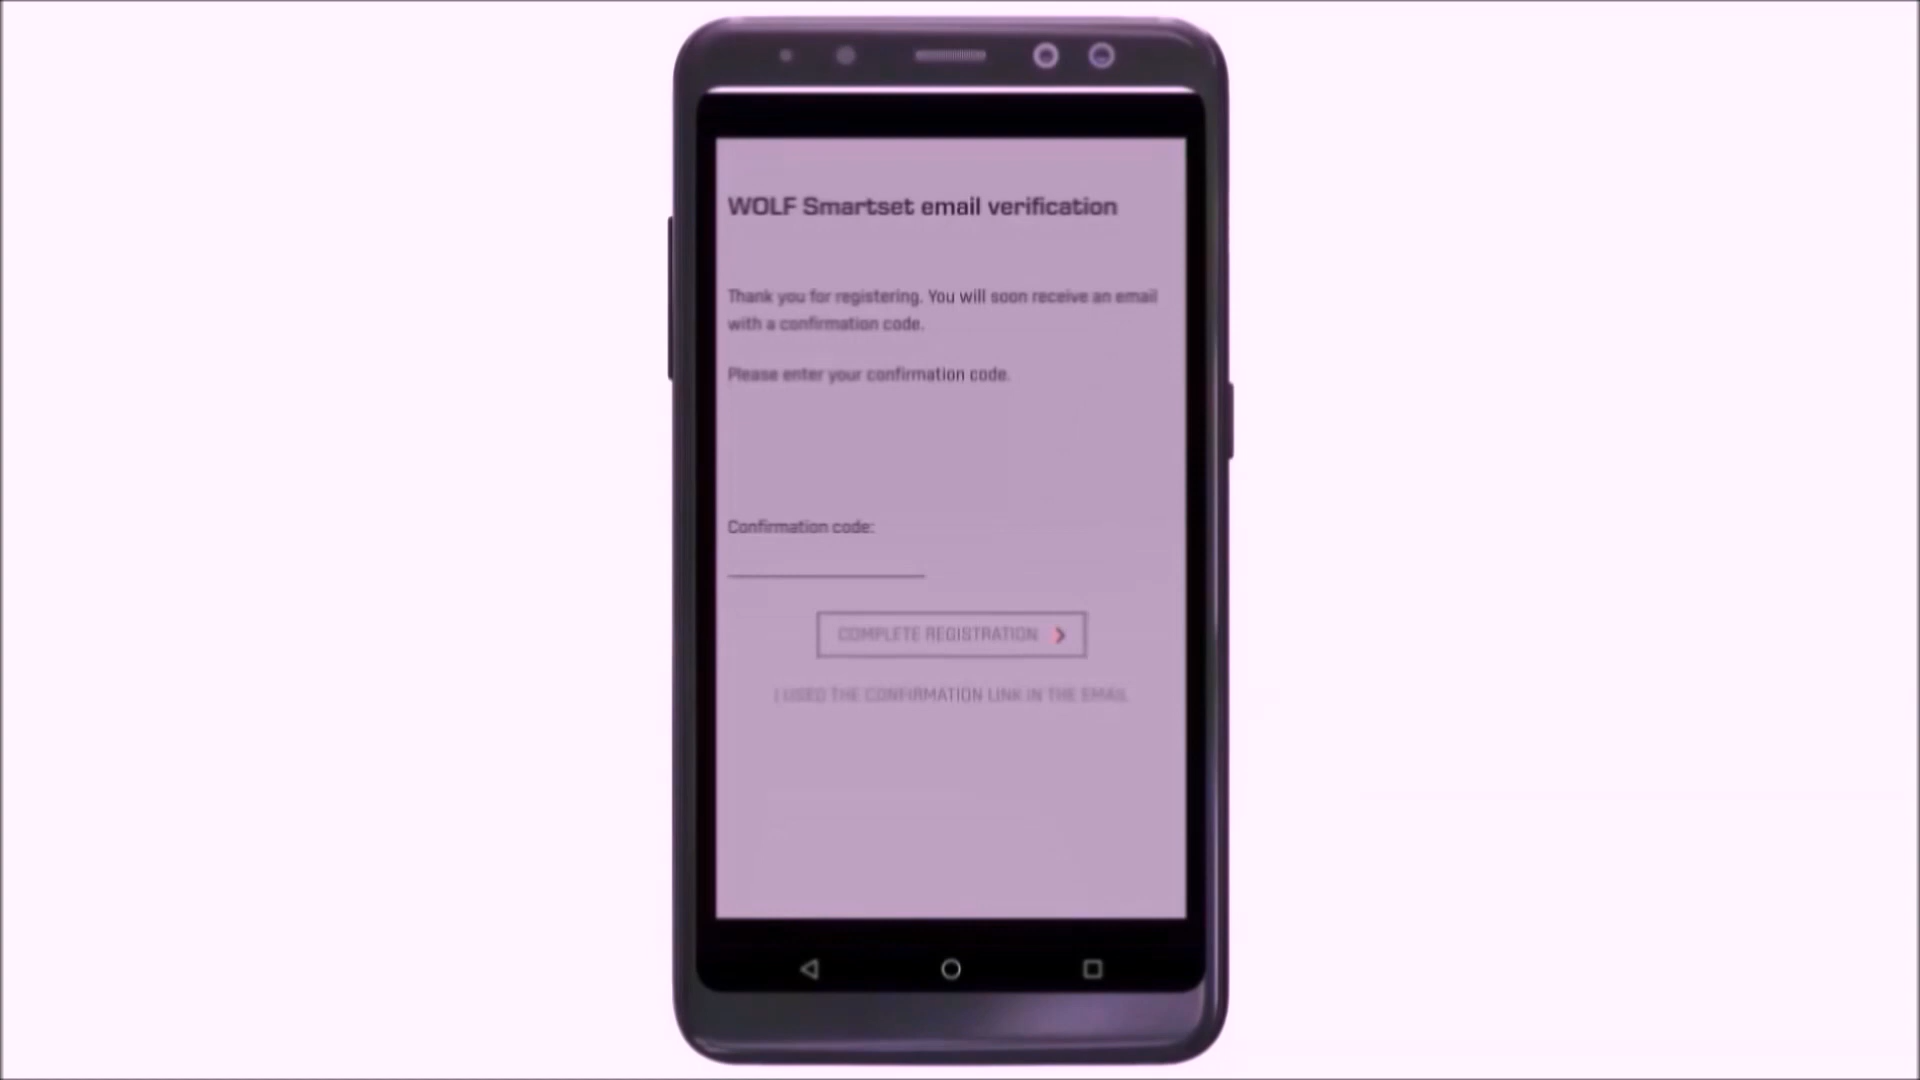 WOLF Smartset email verification
Thank you for registering. You will soon receive an email
with a confirmation code.
Please enter your confirmation code.
Confirmation code:
COMPLETE REGISTRATION
I USED THE CONFIRMATION LINK IN THE EMAIL